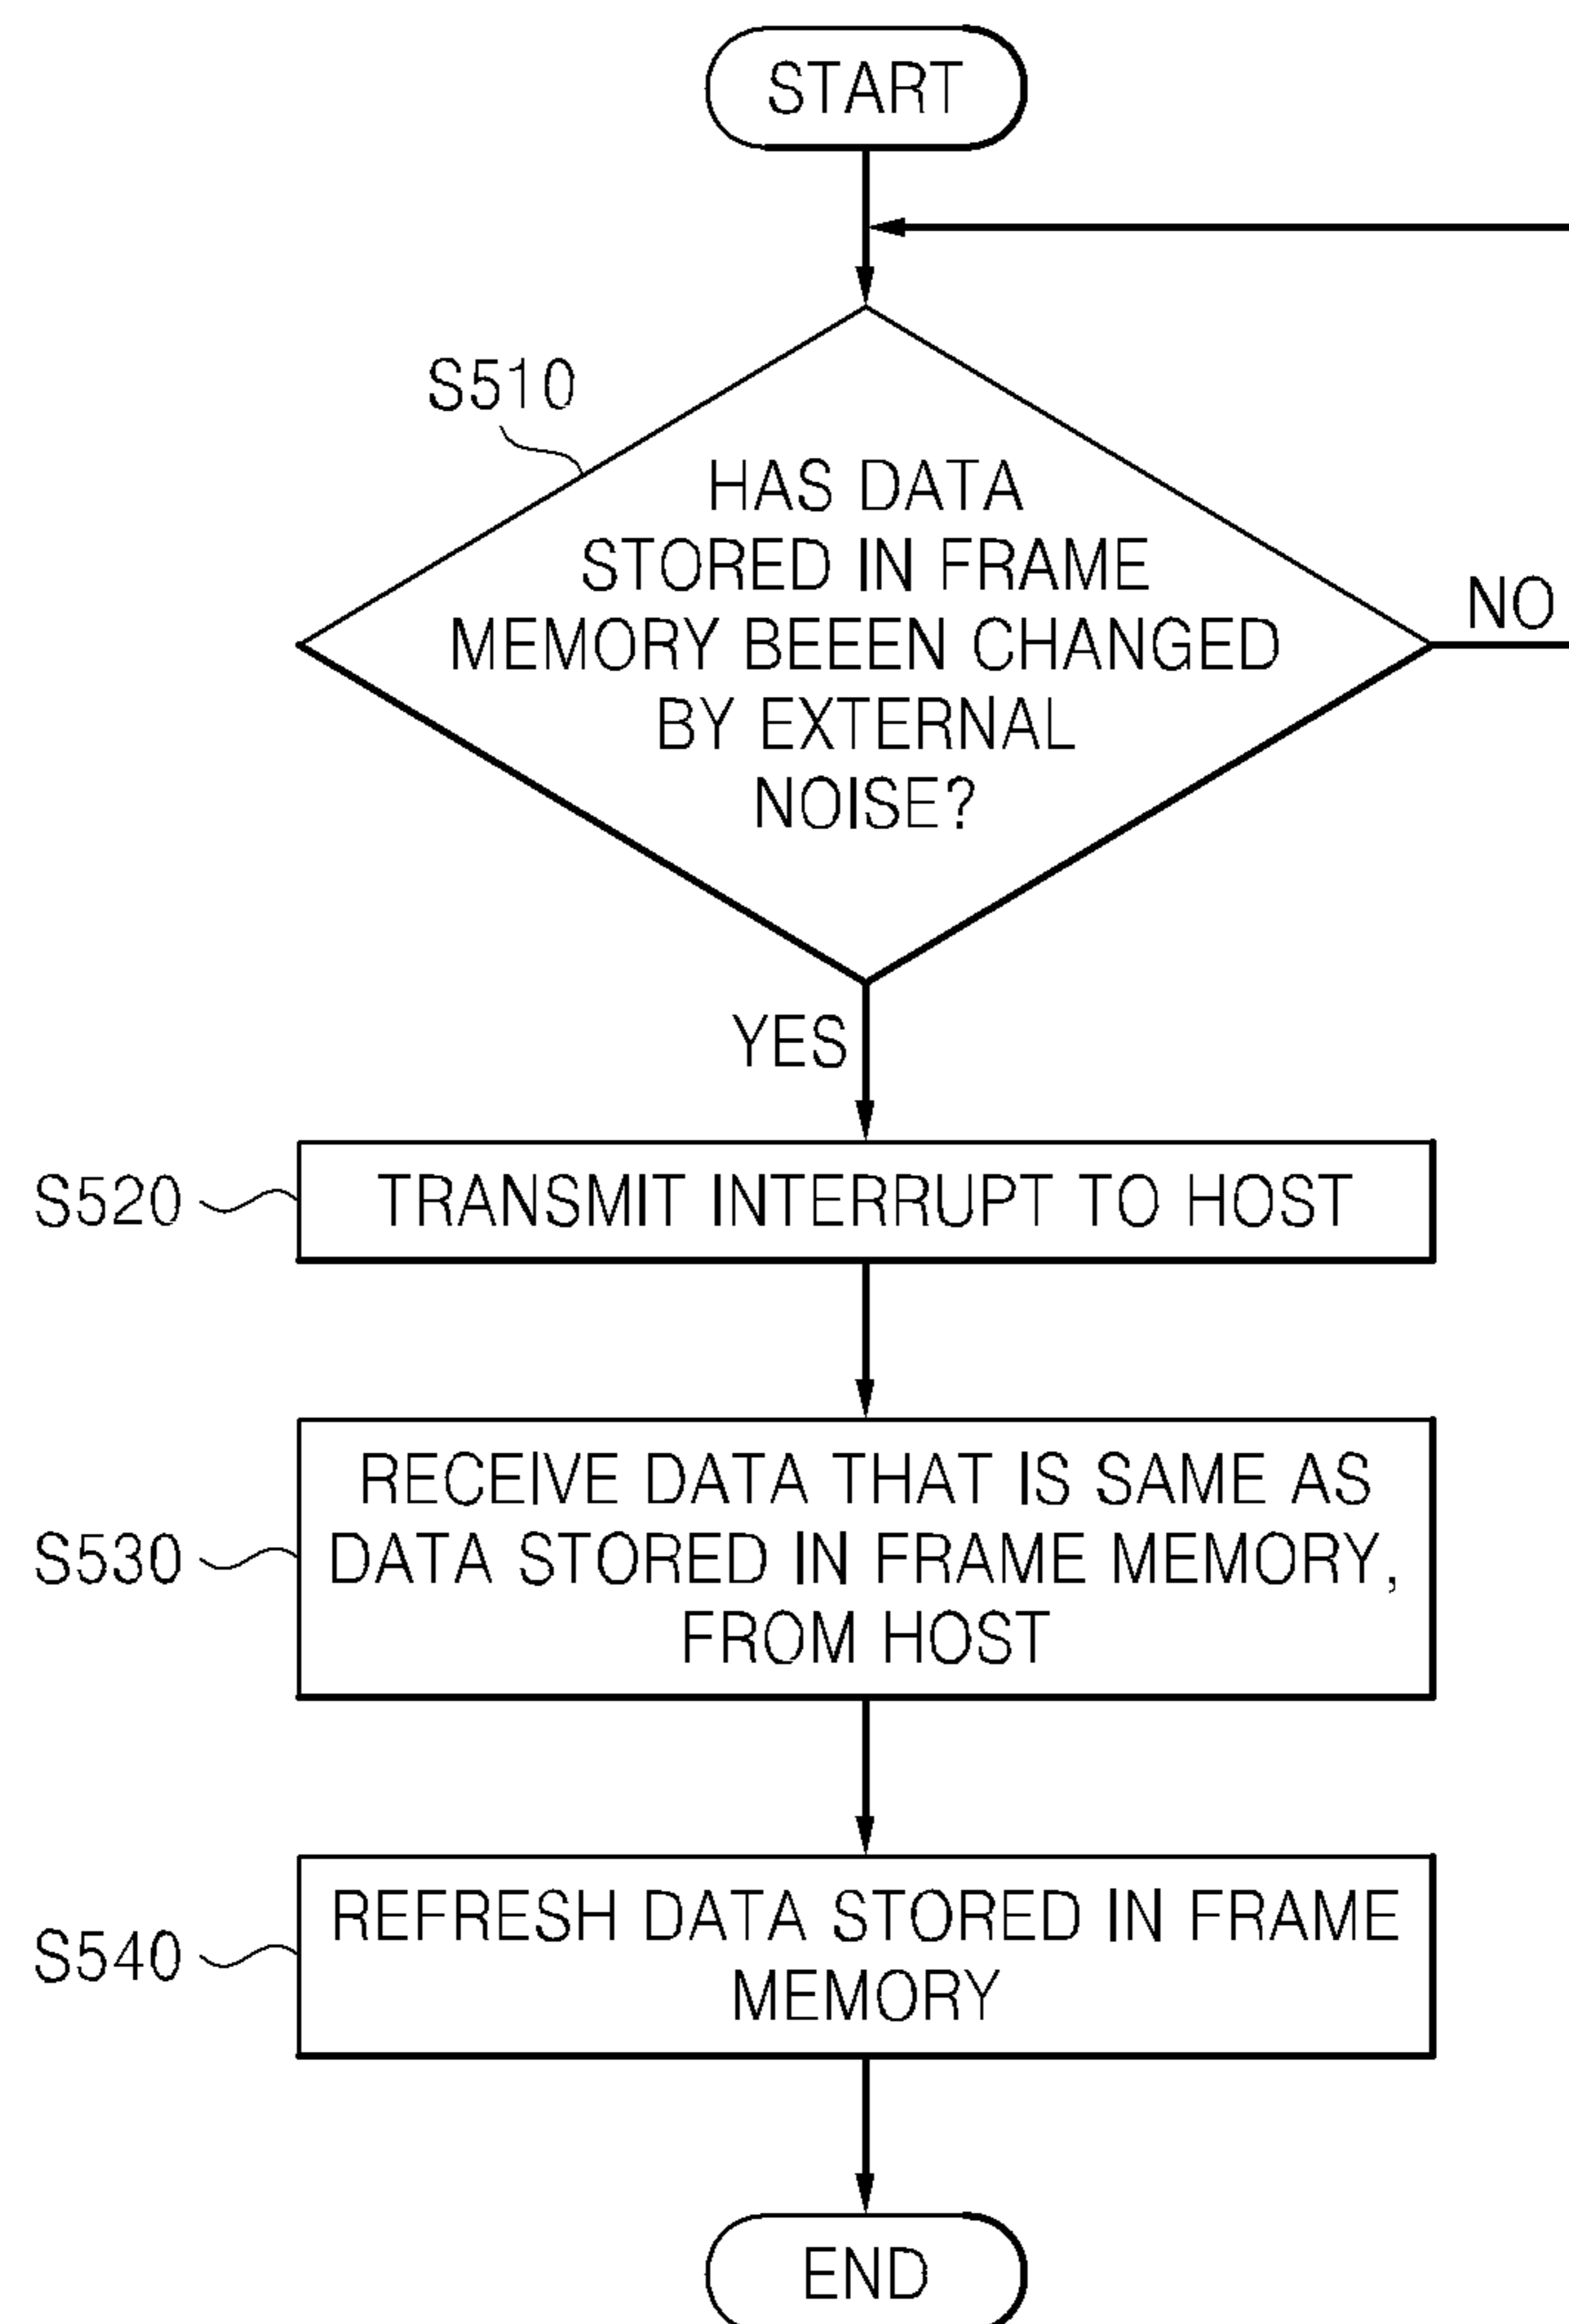 START
S510
HAS DATA
STORED IN FRAME
MEMORY BEEEN CHANGED
BY EXTERNAL
NOISE?
NO
YES
S520
TRANSMIT INTERRUPT TO HOST
S530
RECEIVE DATA THAT IS SAME AS
DATA STORED IN FRAME MEMORY,
FROM HOST
S540
REFRESH DATA STORED IN FRAME
MEMORY
END